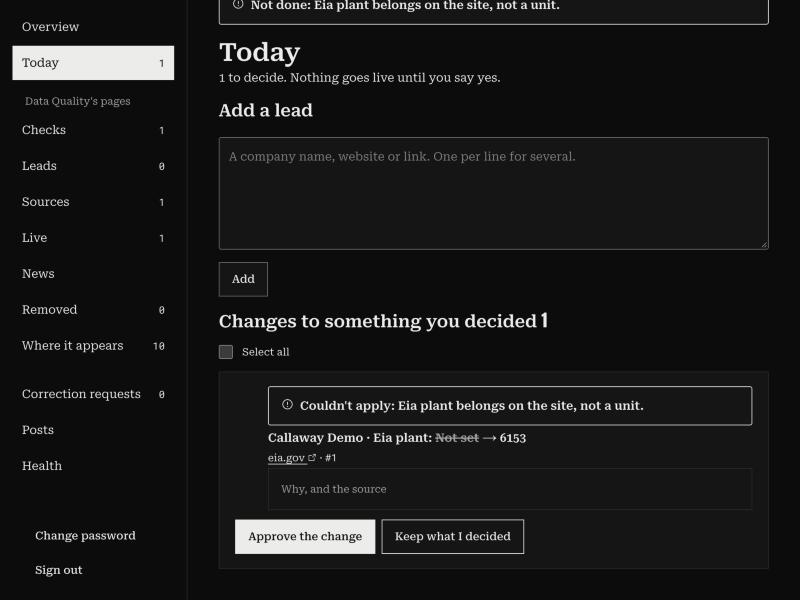 Not done: Eia plant belongs on the site, not a unit.
Overview
Today 1
Data Quality's pages
Checks 1
Leads 0
Sources 1
Live 1
News
Removed 0
Where it appears 10
Correction requests 0
Posts
Health
Change password
Sign out
Today
1 to decide. Nothing goes live until you say yes.
Add a lead
A company name, website or link. One per line for several.
Add
Changes to something you decided 1
Select all
Couldn't apply: Eia plant belongs on the site, not a unit.
Callaway Demo · Eia plant: Not set → 6153
eia.gov · #1
Why, and the source
Approve the change
Keep what I decided